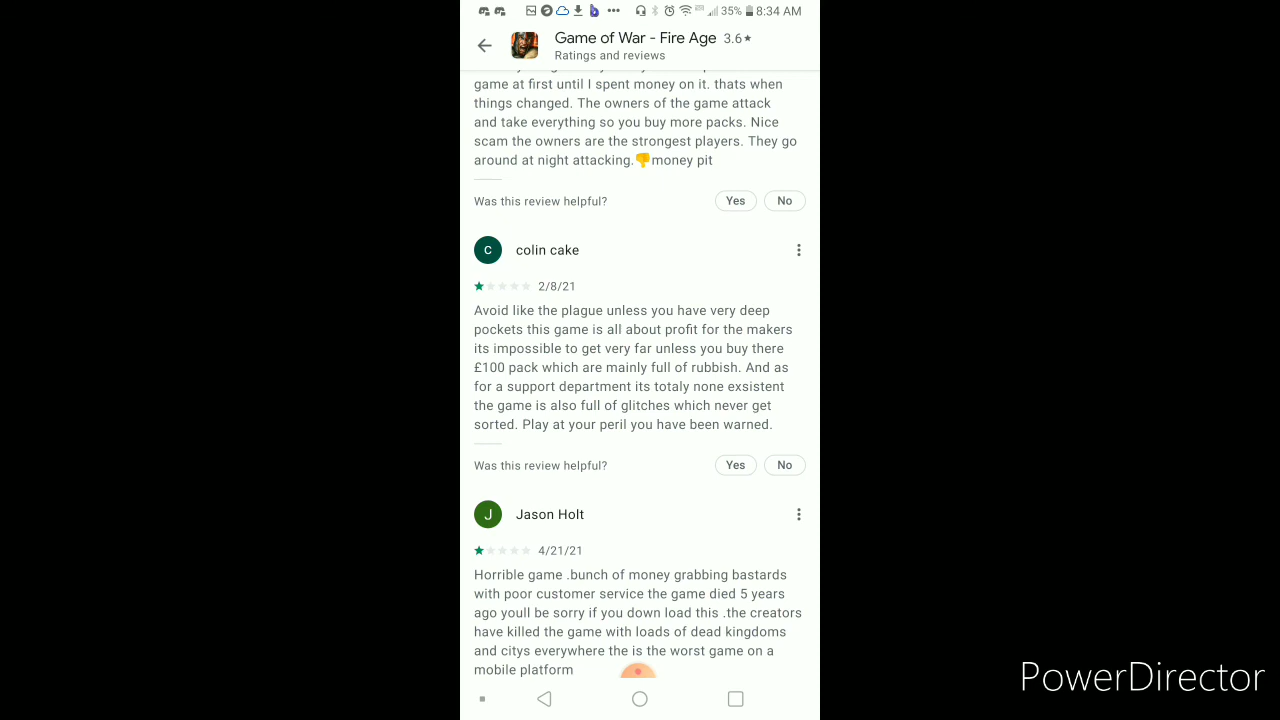 35% 8:34 AM
Game of War - Fire Age 3.6★
Ratings and reviews
game at first until I spent money on it. thats when
things changed. The owners of the game attack
and take everything so you buy more packs. Nice
scam the owners are the strongest players. They go
around at night attacking.👎money pit
Was this review helpful? Yes No
C colin cake
2/8/21
Avoid like the plague unless you have very deep
pockets this game is all about profit for the makers
its impossible to get very far unless you buy there
£100 pack which are mainly full of rubbish. And as
for a support department its totaly none exsistent
the game is also full of glitches which never get
sorted. Play at your peril you have been warned.
Was this review helpful? Yes No
J Jason Holt
4/21/21
Horrible game .bunch of money grabbing bastards
with poor customer service the game died 5 years
ago youll be sorry if you down load this .the creators
have killed the game with loads of dead kingdoms
and citys everywhere the is the worst game on a
mobile platform
PowerDirector